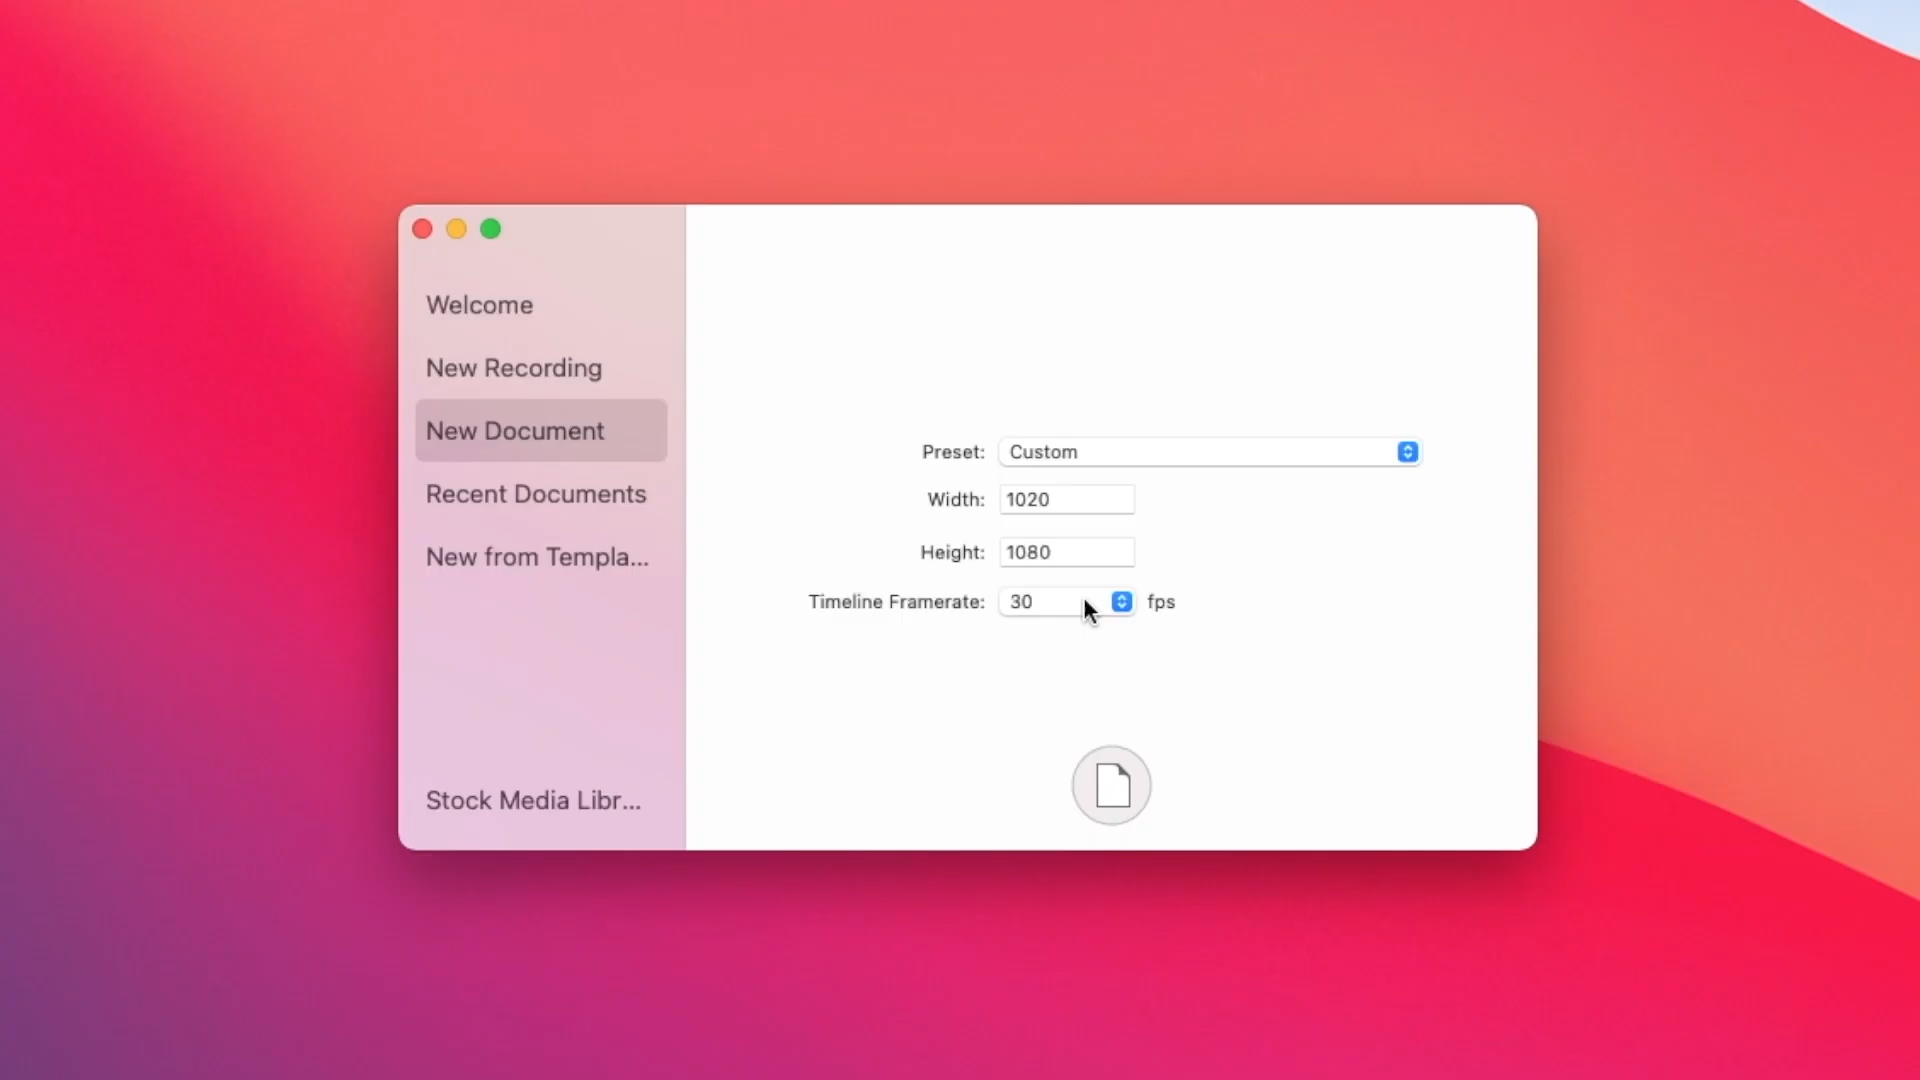 Welcome
New Recording
New Document
Recent Documents
New from Templa...
Stock Media Libr...
Preset: Custom
Width: 1020
Height: 1080
Timeline Framerate: 30 fps